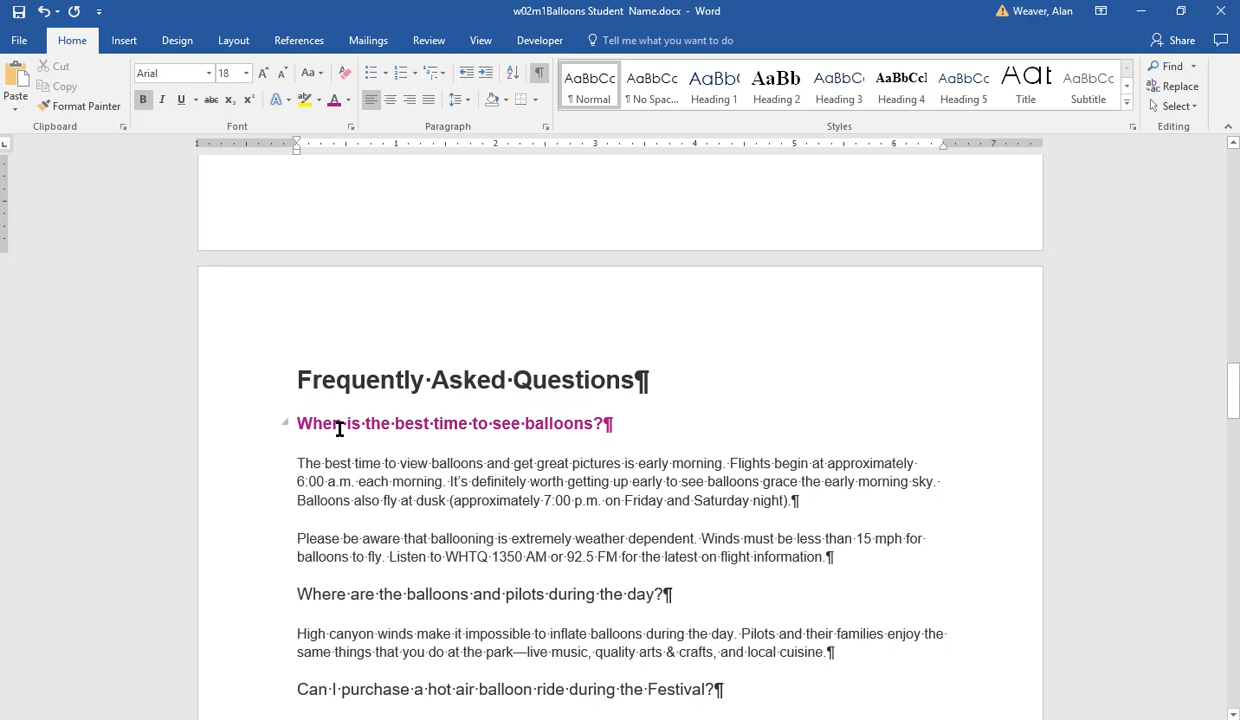 w02m1Balloons Student Name.docx - Word
Weaver, Alan
File Home Insert Design Layout References Mailings Review View Developer Tell me what you want to do Share
Paste
Cut
Copy
Format Painter
Clipboard
Arial 18
Font
Paragraph
AaBbCc ¶ Normal
AaBbCc ¶ No Spac...
AaBb( Heading 1
AaBb Heading 2
AaBbC( Heading 3
AaBbCcI Heading 4
AaBbCc Heading 5
AaI Title
AaBbCc Subtitle
Styles
Find
Replace
Select
Editing
1 1 2 3 4 5 6 7
Frequently·Asked·Questions¶
When·is·the·best·time·to·see·balloons?¶
The·best·time·to·view·balloons·and·get·great·pictures·is·early·morning.··Flights·begin·at·approximately·
6:00·a.m.·each·morning.·It's·definitely·worth·getting·up·early·to·see·balloons·grace·the·early·morning·sky.··
Balloons·also·fly·at·dusk·(approximately·7:00·p.m.·on·Friday·and·Saturday·night).¶
Please·be·aware·that·ballooning·is·extremely·weather·dependent.··Winds·must·be·less·than·15·mph·for·
balloons·to·fly.··Listen·to·WHTQ·1350·AM·or·92.5·FM·for·the·latest·on·flight·information.¶
Where·are·the·balloons·and·pilots·during·the·day?¶
High·canyon·winds·make·it·impossible·to·inflate·balloons·during·the·day.··Pilots·and·their·families·enjoy·the·
same·things·that·you·do·at·the·park—live·music,·quality·arts·&·crafts,·and·local·cuisine.¶
Can·I·purchase·a·hot·air·balloon·ride·during·the·Festival?¶